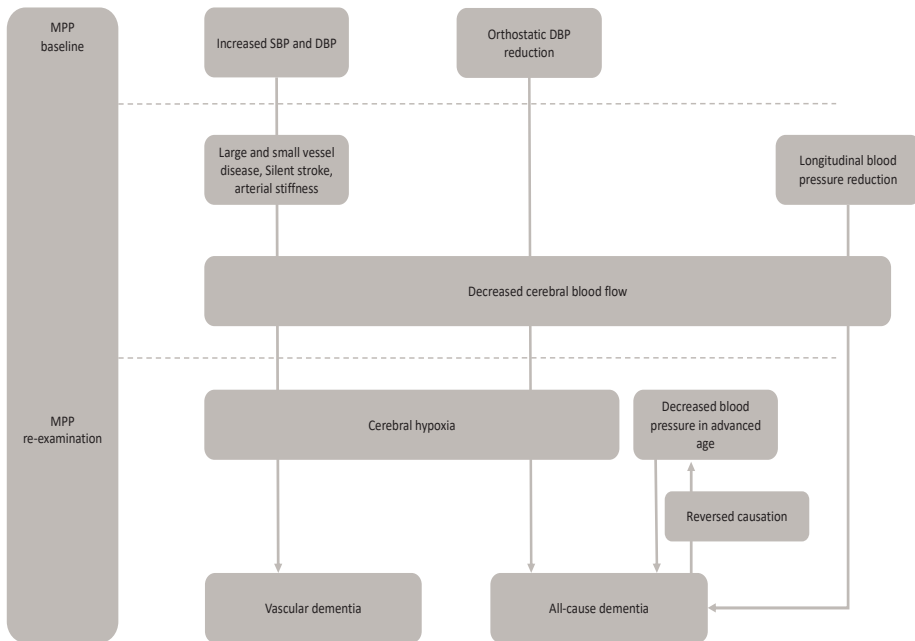 MPP
baseline
Increased SBP and DBP
Orthostatic DBP
reduction
Large and small vessel
disease, Silent stroke,
arterial stiffness
Longitudinal blood
pressure reduction
Decreased cerebral blood flow
MPP
re-examination
Cerebral hypoxia
Decreased blood
pressure in advanced
age
Reversed causation
Vascular dementia
All-cause dementia